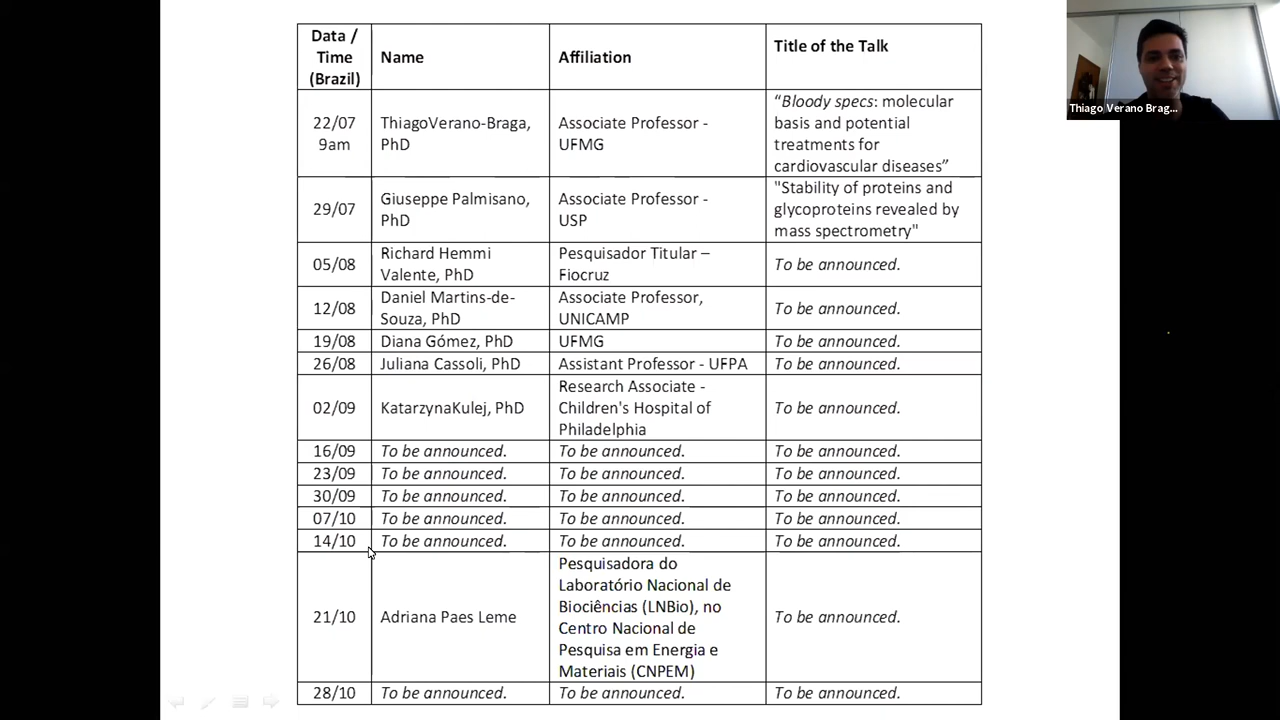 Data /
Time
(Brazil)
Name
Affiliation
Title of the Talk
22/07
9am
ThiagoVerano-Braga,
PhD
Associate Professor -
UFMG
“Bloody specs: molecular
basis and potential
treatments for
cardiovascular diseases”
29/07
Giuseppe Palmisano,
PhD
Associate Professor -
USP
"Stability of proteins and
glycoproteins revealed by
mass spectrometry"
05/08
Richard Hemmi
Valente, PhD
Pesquisador Titular –
Fiocruz
To be announced.
12/08
Daniel Martins-de-
Souza, PhD
Associate Professor,
UNICAMP
To be announced.
19/08
Diana Gómez, PhD
UFMG
To be announced.
26/08
Juliana Cassoli, PhD
Assistant Professor - UFPA
To be announced.
02/09
KatarzynaKulej, PhD
Research Associate -
Children's Hospital of
Philadelphia
To be announced.
16/09
To be announced.
To be announced.
To be announced.
23/09
To be announced.
To be announced.
To be announced.
30/09
To be announced.
To be announced.
To be announced.
07/10
To be announced.
To be announced.
To be announced.
14/10
To be announced.
To be announced.
To be announced.
21/10
Adriana Paes Leme
Pesquisadora do
Laboratório Nacional de
Biociências (LNBio), no
Centro Nacional de
Pesquisa em Energia e
Materiais (CNPEM)
To be announced.
28/10
To be announced.
To be announced.
To be announced.
Thiago Verano Brag...